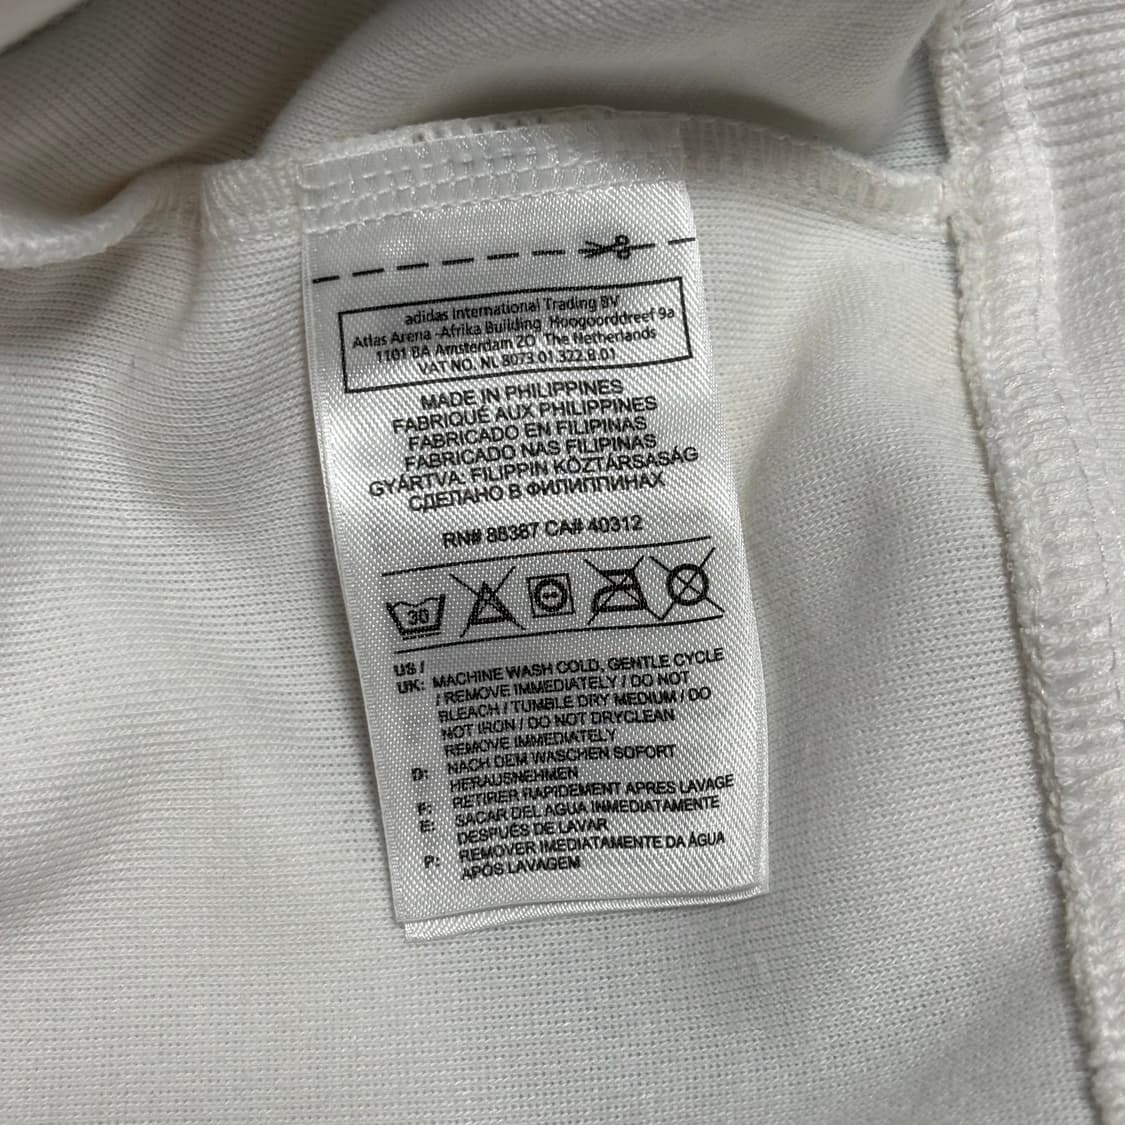 adidas International Trading BV
Atlas Arena -Afrika Building Hoogoorddreef 9a
1101 BA Amsterdam ZO The Netherlands
VAT NO. NL 8073.01.322.B.01
MADE IN PHILIPPINES
FABRIQUÉ AUX PHILIPPINES
FABRICADO EN FILIPINAS
FABRICADO NAS FILIPINAS
GYÁRTVA: FILIPPIN KÖZTÁRSASÁG
СДЕЛАНО В ФИЛИППИНАХ
RN# 88387 CA# 40312
30
US /
UK: MACHINE WASH COLD, GENTLE CYCLE
/ REMOVE IMMEDIATELY / DO NOT
BLEACH / TUMBLE DRY MEDIUM / DO
NOT IRON / DO NOT DRYCLEAN
REMOVE IMMEDIATELY
D: NACH DEM WASCHEN SOFORT
HERAUSNEHMEN
F: RETIRER RAPIDEMENT APRES LAVAGE
E: SACAR DEL AGUA INMEDIATAMENTE
DESPUÉS DE LAVAR
P: REMOVER IMEDIATAMENTE DA ÁGUA
APÓS LAVAGEM